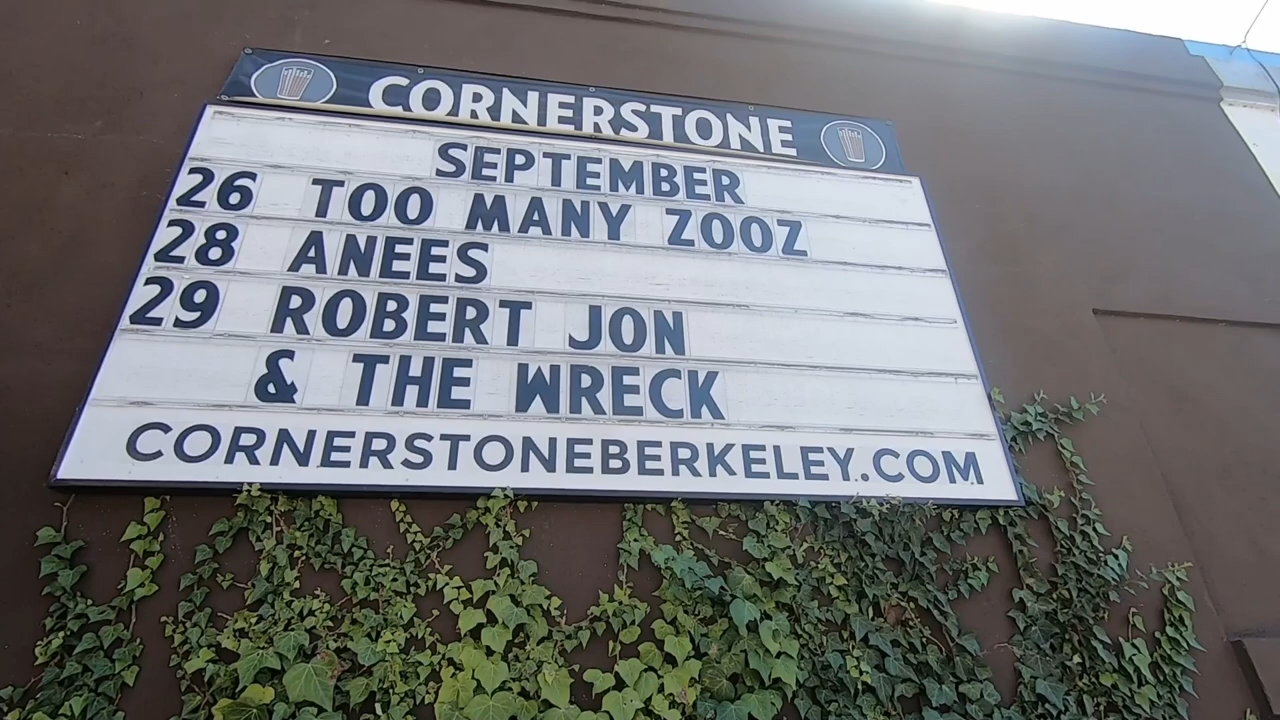 CORNERSTONE
SEPTEMBER
26 TOO MANY ZOOZ
28 ANEES
29 ROBERT JON
& THE WRECK
CORNERSTONEBERKELEY.COM